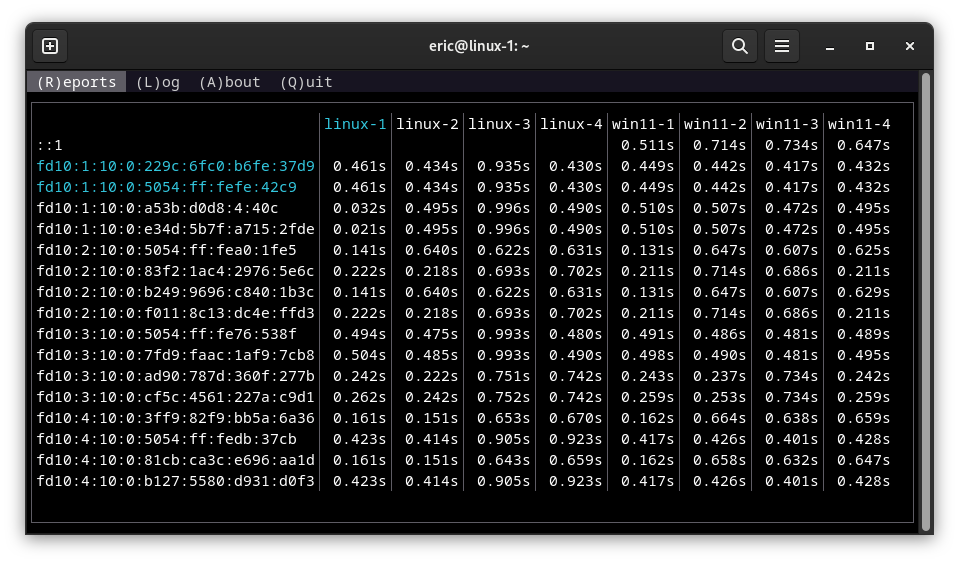 eric@linux-1: ~
(R)eports (L)og (A)bout (Q)uit
linux-1 linux-2 linux-3 linux-4 win11-1 win11-2 win11-3 win11-4
::1 0.511s 0.714s 0.734s 0.647s
fd10:1:10:0:229c:6fc0:b6fe:37d9 0.461s 0.434s 0.935s 0.430s 0.449s 0.442s 0.417s 0.432s
fd10:1:10:0:5054:ff:fefe:42c9 0.461s 0.434s 0.935s 0.430s 0.449s 0.442s 0.417s 0.432s
fd10:1:10:0:a53b:d0d8:4:40c 0.032s 0.495s 0.996s 0.490s 0.510s 0.507s 0.472s 0.495s
fd10:1:10:0:e34d:5b7f:a715:2fde 0.021s 0.495s 0.996s 0.490s 0.510s 0.507s 0.472s 0.495s
fd10:2:10:0:5054:ff:fea0:1fe5 0.141s 0.640s 0.622s 0.631s 0.131s 0.647s 0.607s 0.625s
fd10:2:10:0:83f2:1ac4:2976:5e6c 0.222s 0.218s 0.693s 0.702s 0.211s 0.714s 0.686s 0.211s
fd10:2:10:0:b249:9696:c840:1b3c 0.141s 0.640s 0.622s 0.631s 0.131s 0.647s 0.607s 0.629s
fd10:2:10:0:f011:8c13:dc4e:ffd3 0.222s 0.218s 0.693s 0.702s 0.211s 0.714s 0.686s 0.211s
fd10:3:10:0:5054:ff:fe76:538f 0.494s 0.475s 0.993s 0.480s 0.491s 0.486s 0.481s 0.489s
fd10:3:10:0:7fd9:faac:1af9:7cb8 0.504s 0.485s 0.993s 0.490s 0.498s 0.490s 0.481s 0.495s
fd10:3:10:0:ad90:787d:360f:277b 0.242s 0.222s 0.751s 0.742s 0.243s 0.237s 0.734s 0.242s
fd10:3:10:0:cf5c:4561:227a:c9d1 0.262s 0.242s 0.752s 0.742s 0.259s 0.253s 0.734s 0.259s
fd10:4:10:0:3ff9:82f9:bb5a:6a36 0.161s 0.151s 0.653s 0.670s 0.162s 0.664s 0.638s 0.659s
fd10:4:10:0:5054:ff:fedb:37cb 0.423s 0.414s 0.905s 0.923s 0.417s 0.426s 0.401s 0.428s
fd10:4:10:0:81cb:ca3c:e696:aa1d 0.161s 0.151s 0.643s 0.659s 0.162s 0.658s 0.632s 0.647s
fd10:4:10:0:b127:5580:d931:d0f3 0.423s 0.414s 0.905s 0.923s 0.417s 0.426s 0.401s 0.428s